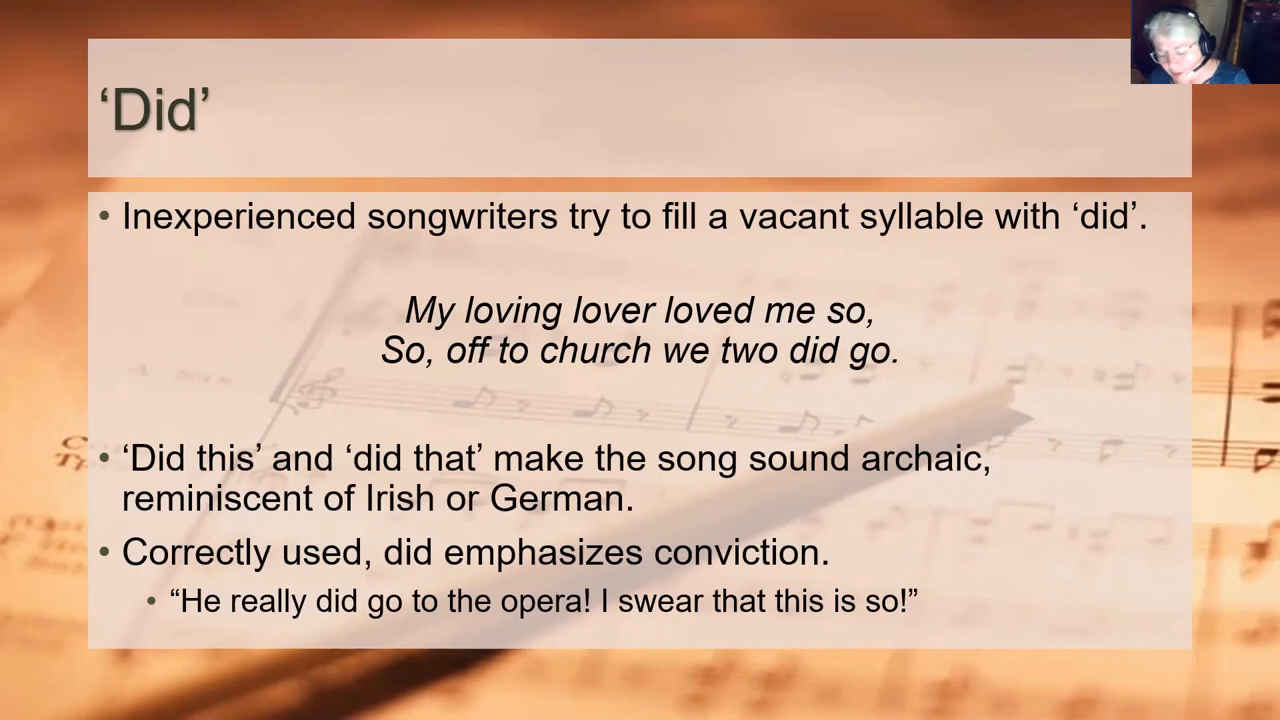 ‘Did’
• Inexperienced songwriters try to fill a vacant syllable with ‘did’.
My loving lover loved me so,
So, off to church we two did go.
• ‘Did this’ and ‘did that’ make the song sound archaic,
reminiscent of Irish or German.
• Correctly used, did emphasizes conviction.
• “He really did go to the opera! I swear that this is so!”